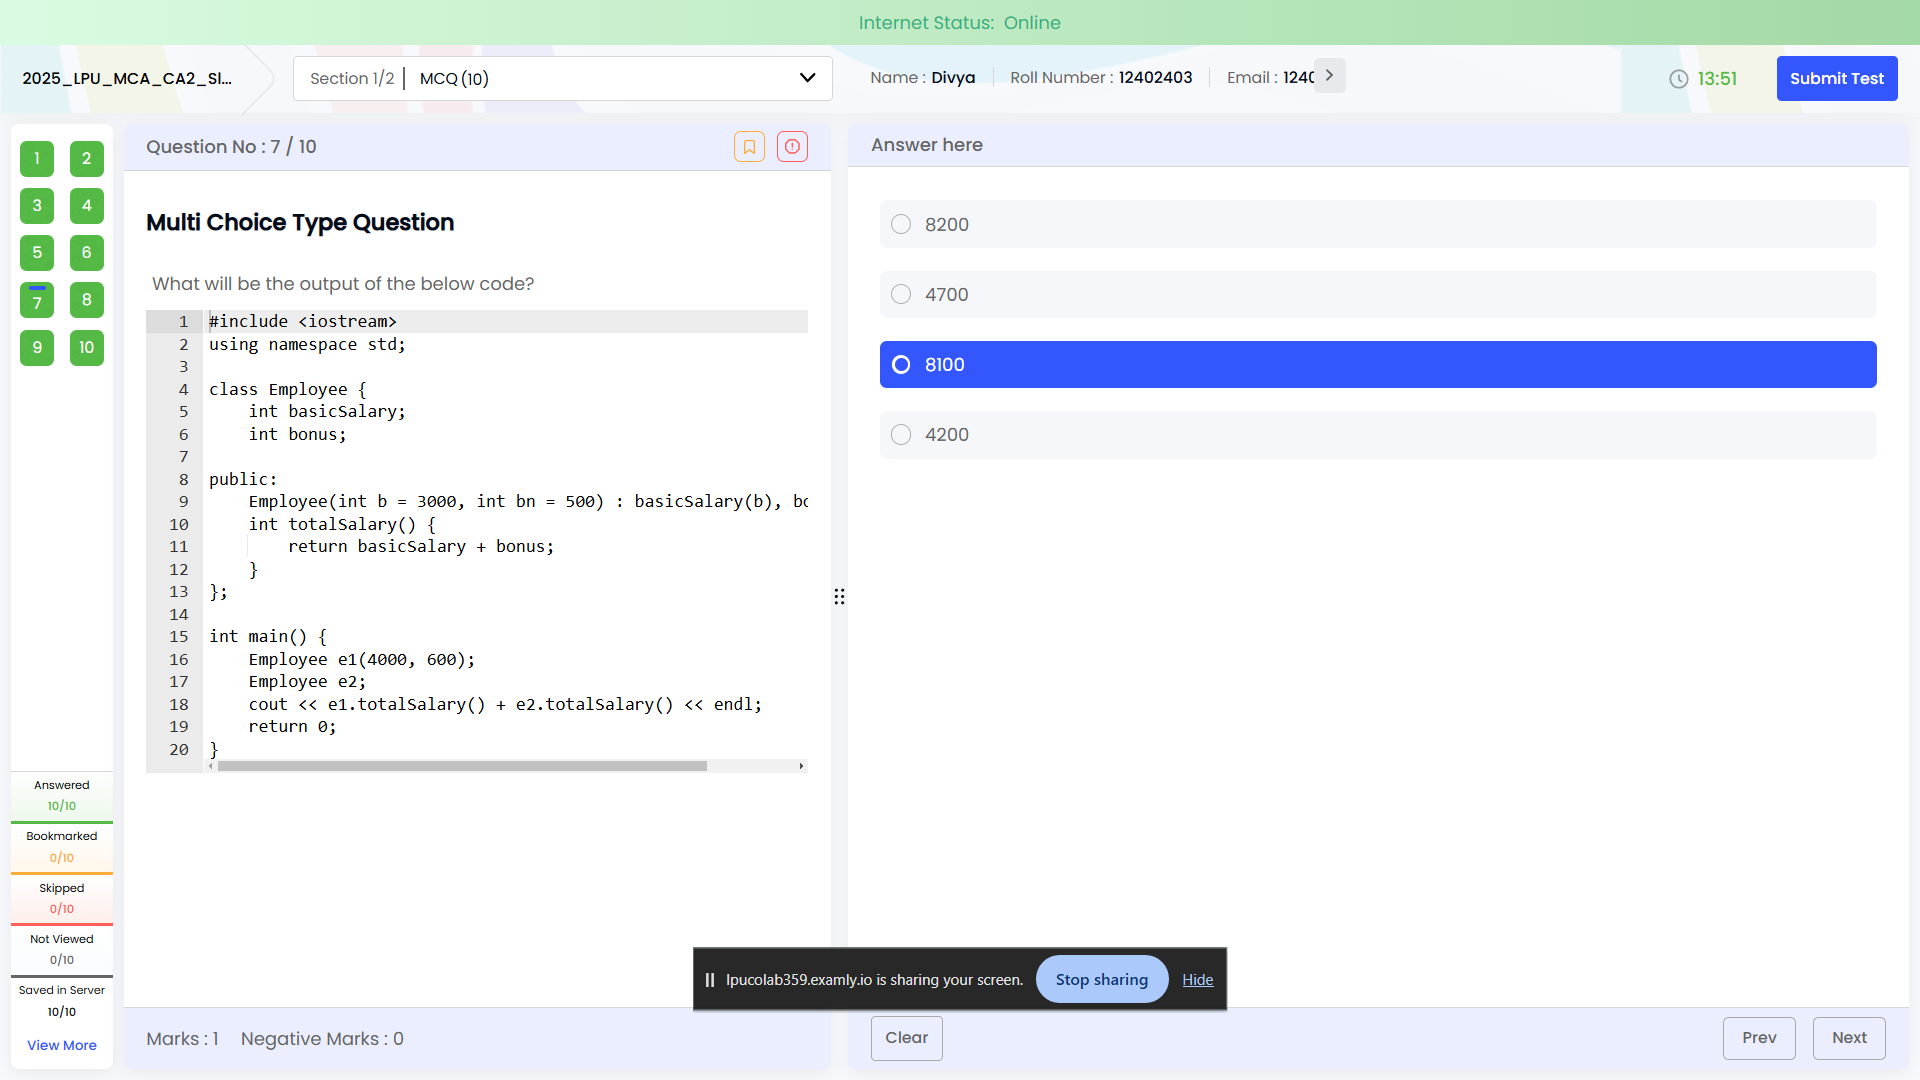 Internet Status: Online
2025_LPU_MCA_CA2_Sl...
Section 1/2 | MCQ (10)
Name : Divya
Roll Number : 12402403
Email : 1240
13:51
Submit Test
1 2
3 4
5 6
7 8
9 10
Question No : 7 / 10
Multi Choice Type Question
What will be the output of the below code?
1 #include <iostream>
2 using namespace std;
3
4 class Employee {
5     int basicSalary;
6     int bonus;
7
8 public:
9     Employee(int b = 3000, int bn = 500) : basicSalary(b), bo
10     int totalSalary() {
11         return basicSalary + bonus;
12     }
13 };
14
15 int main() {
16     Employee e1(4000, 600);
17     Employee e2;
18     cout << e1.totalSalary() + e2.totalSalary() << endl;
19     return 0;
20 }
Answer here
8200
4700
8100
4200
Answered
10/10
Bookmarked
0/10
Skipped
0/10
Not Viewed
0/10
Saved in Server
10/10
View More
lpucolab359.examly.io is sharing your screen.
Stop sharing
Hide
Marks : 1
Negative Marks : 0
Clear
Prev
Next